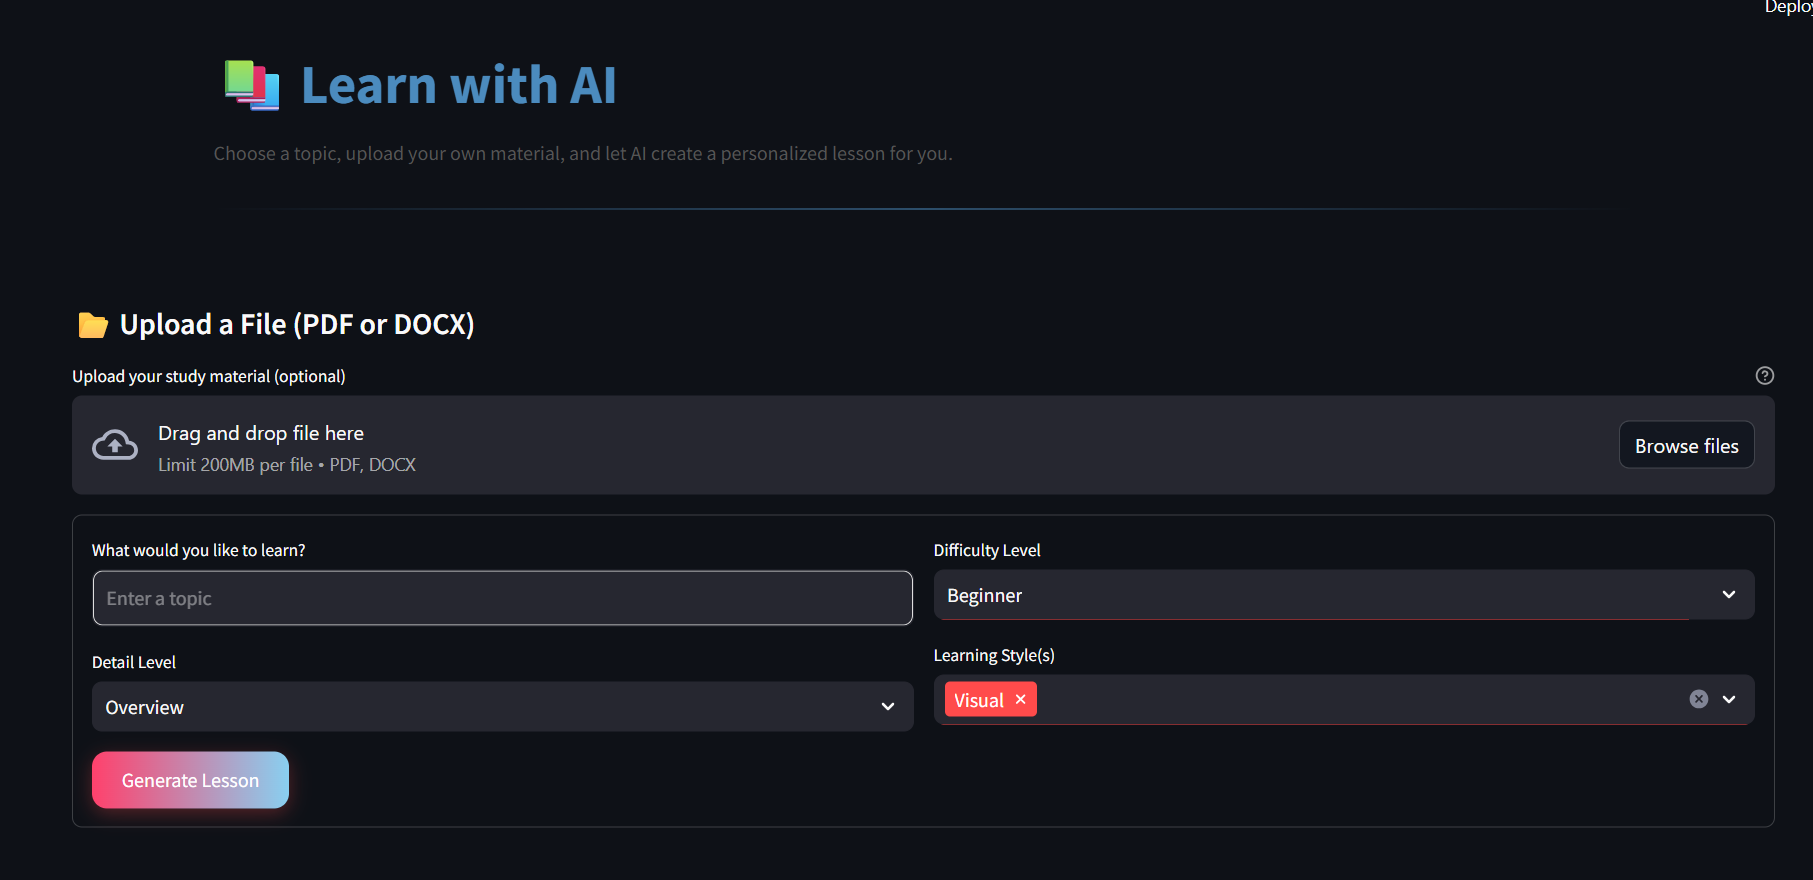 Deploy
Learn with AI
Choose a topic, upload your own material, and let AI create a personalized lesson for you.
Upload a File (PDF or DOCX)
Upload your study material (optional)
Drag and drop file here
Limit 200MB per file • PDF, DOCX
Browse files
What would you like to learn?
Enter a topic
Difficulty Level
Beginner
Detail Level
Overview
Learning Style(s)
Visual
Generate Lesson